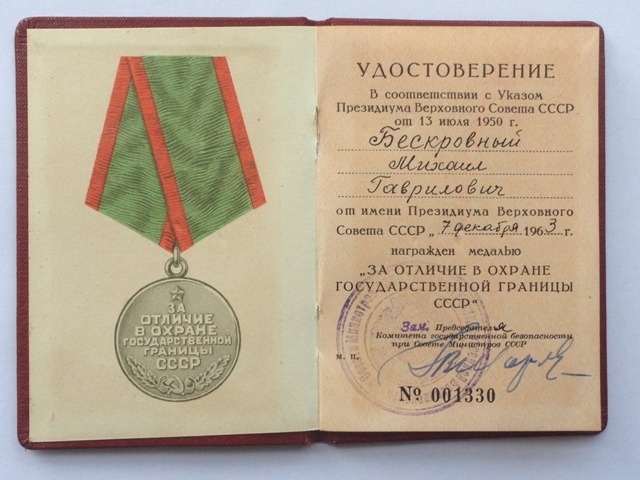 ЗА
ОТЛИЧИЕ
В ОХРАНЕ
ГОСУДАРСТВЕННОЙ
ГРАНИЦЫ
СССР
УДОСТОВЕРЕНИЕ
В соответствии с Указом
Президиума Верховного Совета СССР
от 13 июля 1950 г.
Бескровный
Михаил
Гаврилович
от имени Президиума Верховного
Совета СССР „7 декабря 1963 г.
награжден медалью
„ЗА ОТЛИЧИЕ В ОХРАНЕ
ГОСУДАРСТВЕННОЙ ГРАНИЦЫ
СССР“
Зам. Председателя
Комитета государственной безопасности
при Совете Министров СССР
М. П.
№ 001330